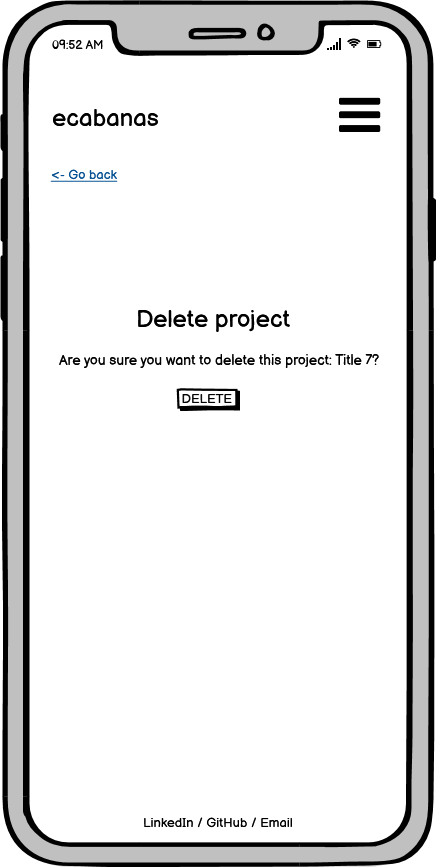 09:52 AM
ecabanas
<- Go back
Delete project
Are you sure you want to delete this project: Title 7?
DELETE
LinkedIn / GitHub / Email